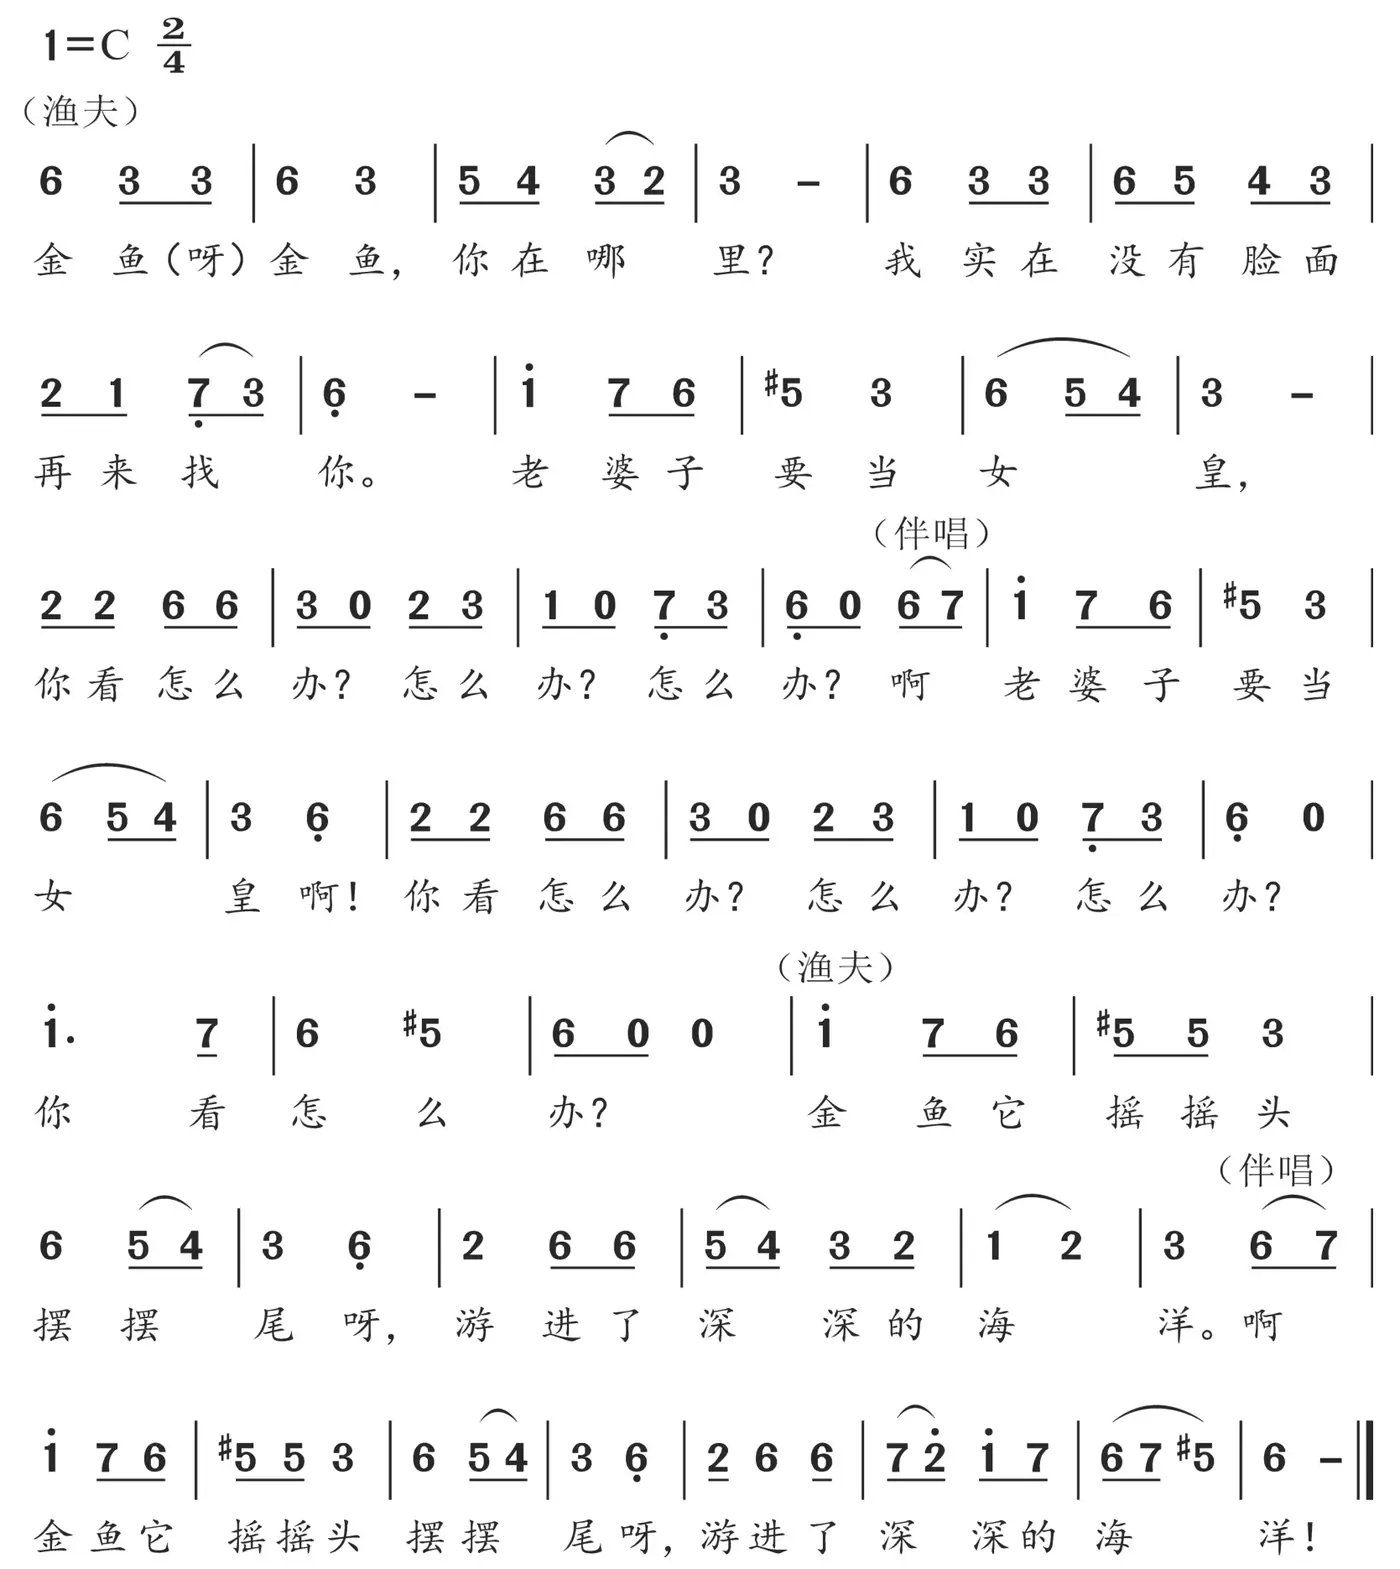 1=C 2/4
（渔夫）
6 3 3 | 6 3 | 5 4 3 2 | 3 － | 6 3 3 | 6 5 4 3 |
金 鱼（呀）金 鱼， 你 在 哪 里？ 我 实 在 没 有 脸 面
2 1 7̣ 3 | 6̣ － | 1̇ 7 6 | #5 3 | 6 5 4 | 3 － |
再 来 找 你。 老 婆 子 要 当 女 皇，
（伴唱）
2 2 6 6 | 3 0 2 3 | 1 0 7̣ 3 | 6̣ 0 6 7 | 1̇ 7 6 | #5 3 |
你 看 怎 么 办？ 怎 么 办？ 怎 么 办？ 啊 老 婆 子 要 当
6 5 4 | 3 6̣ | 2 2 6 6 | 3 0 2 3 | 1 0 7̣ 3 | 6̣ 0 |
女 皇 啊！ 你 看 怎 么 办？ 怎 么 办？ 怎 么 办？
（渔夫）
1̇. 7 | 6 #5 | 6 0 0 | 1̇ 7 6 | #5 5 3 |
你 看 怎 么 办？ 金 鱼 它 摇 摇 头
（伴唱）
6 5 4 | 3 6̣ | 2 6 6 | 5 4 3 2 | 1 2 | 3 6 7 |
摆 摆 尾 呀， 游 进 了 深 深 的 海 洋。 啊
1̇ 7 6 | #5 5 3 | 6 5 4 | 3 6̣ | 2 6 6 | 7 2̇ 1̇ 7 | 6 7 #5 | 6 － ‖
金 鱼 它 摇 摇 头 摆 摆 尾 呀， 游 进 了 深 深 的 海 洋！